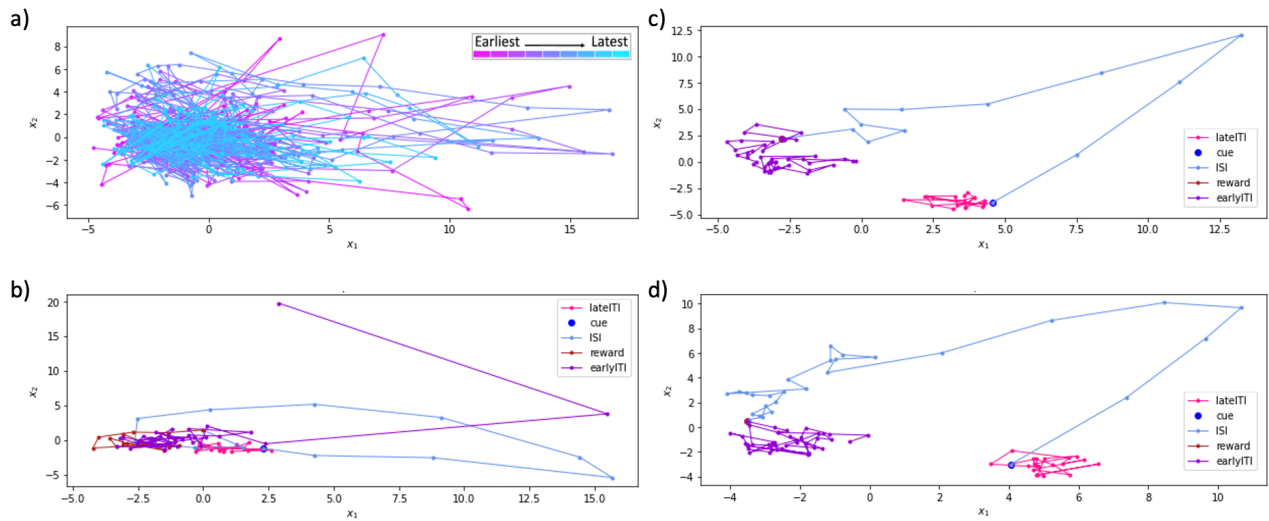 a)
8
6
4
2
0
−2
−4
−6
x2
−5
0
5
10
15
x1
Earliest Latest
b)
20
15
10
5
0
−5
x2
−5.0
−2.5
0.0
2.5
5.0
7.5
10.0
12.5
15.0
x1
lateITI
cue
ISI
reward
earlyITI
c)
12.5
10.0
7.5
5.0
2.5
0.0
−2.5
−5.0
x2
−5.0
−2.5
0.0
2.5
5.0
7.5
10.0
12.5
x1
lateITI
cue
ISI
reward
earlyITI
d)
10
8
6
4
2
0
−2
−4
x2
−4
−2
0
2
4
6
8
10
x1
lateITI
cue
ISI
reward
earlyITI